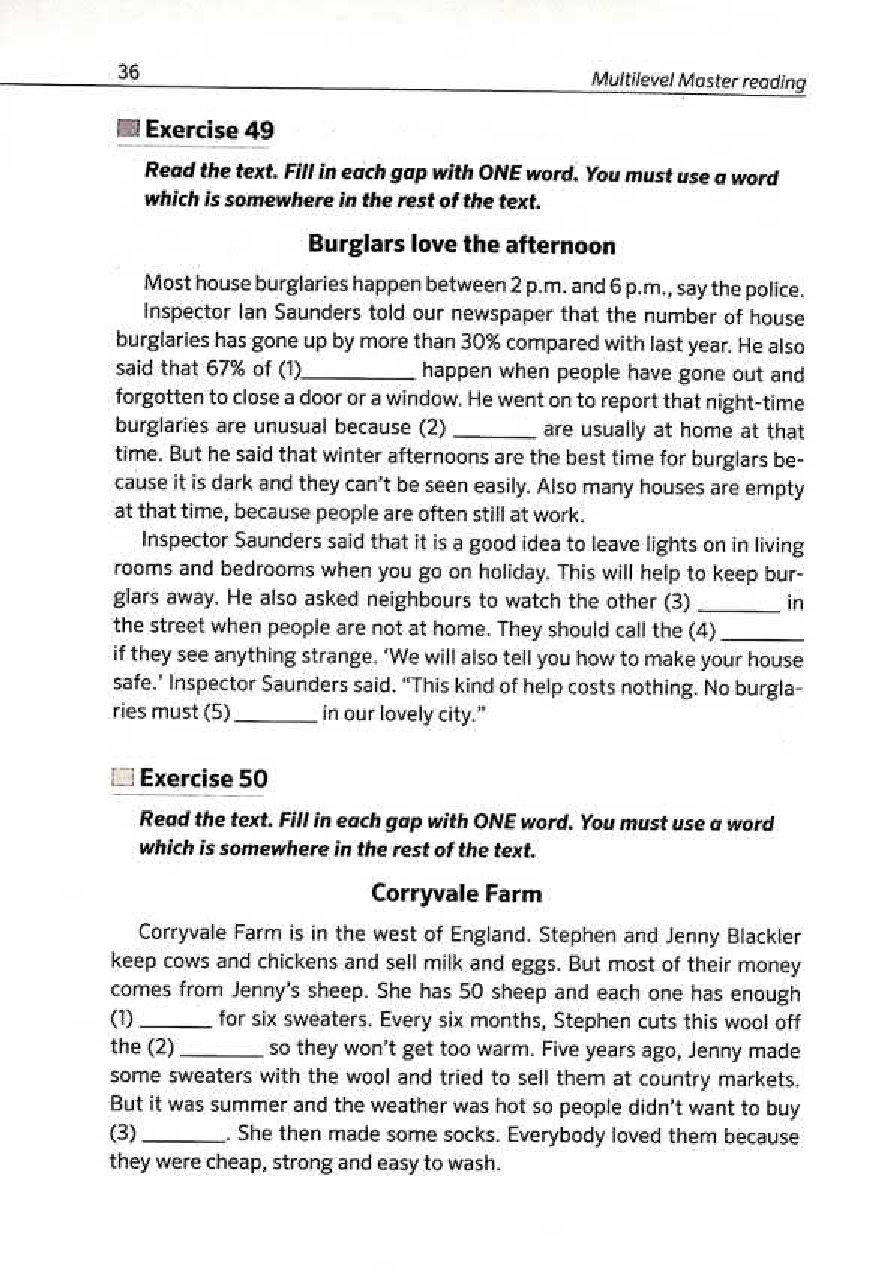 36
Multilevel Master reading
Exercise 49
Read the text. Fill in each gap with ONE word. You must use a word
which is somewhere in the rest of the text.
Burglars love the afternoon
Most house burglaries happen between 2 p.m. and 6 p.m., say the police.
Inspector Ian Saunders told our newspaper that the number of house
burglaries has gone up by more than 30% compared with last year. He also
said that 67% of (1)__________ happen when people have gone out and
forgotten to close a door or a window. He went on to report that night-time
burglaries are unusual because (2) _______ are usually at home at that
time. But he said that winter afternoons are the best time for burglars be-
cause it is dark and they can't be seen easily. Also many houses are empty
at that time, because people are often still at work.
Inspector Saunders said that it is a good idea to leave lights on in living
rooms and bedrooms when you go on holiday. This will help to keep bur-
glars away. He also asked neighbours to watch the other (3) _______ in
the street when people are not at home. They should call the (4) _______
if they see anything strange. 'We will also tell you how to make your house
safe.' Inspector Saunders said. "This kind of help costs nothing. No burgla-
ries must (5) _______ in our lovely city."
Exercise 50
Read the text. Fill in each gap with ONE word. You must use a word
which is somewhere in the rest of the text.
Corryvale Farm
Corryvale Farm is in the west of England. Stephen and Jenny Blackler
keep cows and chickens and sell milk and eggs. But most of their money
comes from Jenny's sheep. She has 50 sheep and each one has enough
(1) ______ for six sweaters. Every six months, Stephen cuts this wool off
the (2) _______ so they won't get too warm. Five years ago, Jenny made
some sweaters with the wool and tried to sell them at country markets.
But it was summer and the weather was hot so people didn't want to buy
(3) _______. She then made some socks. Everybody loved them because
they were cheap, strong and easy to wash.